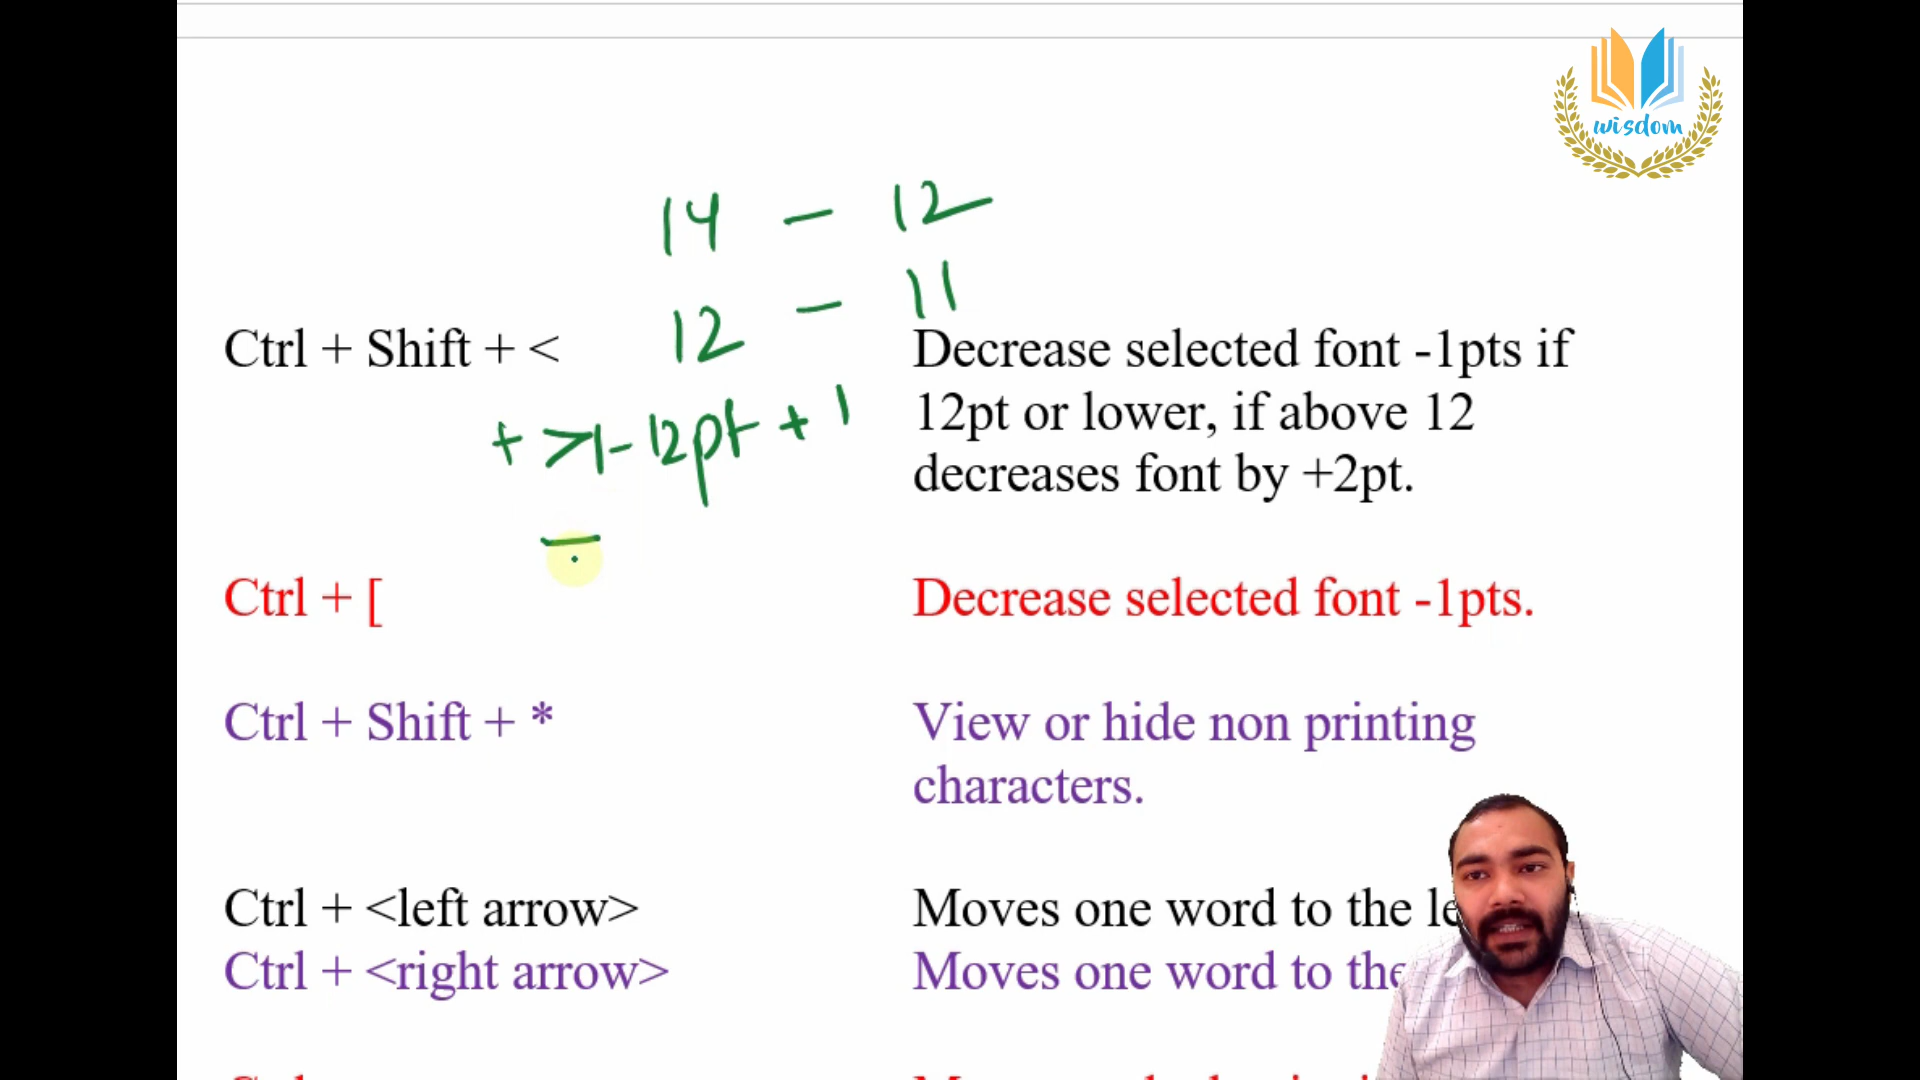 wisdom
14 - 12
12 - 11
Ctrl + Shift + <
Decrease selected font -1pts if
12pt or lower, if above 12
decreases font by +2pt.
+ >1-12pt + 1
Ctrl + [
Decrease selected font -1pts.
Ctrl + Shift + *
View or hide non printing
characters.
Ctrl + <left arrow>
Moves one word to the
Ctrl + <right arrow>
Moves one word to the